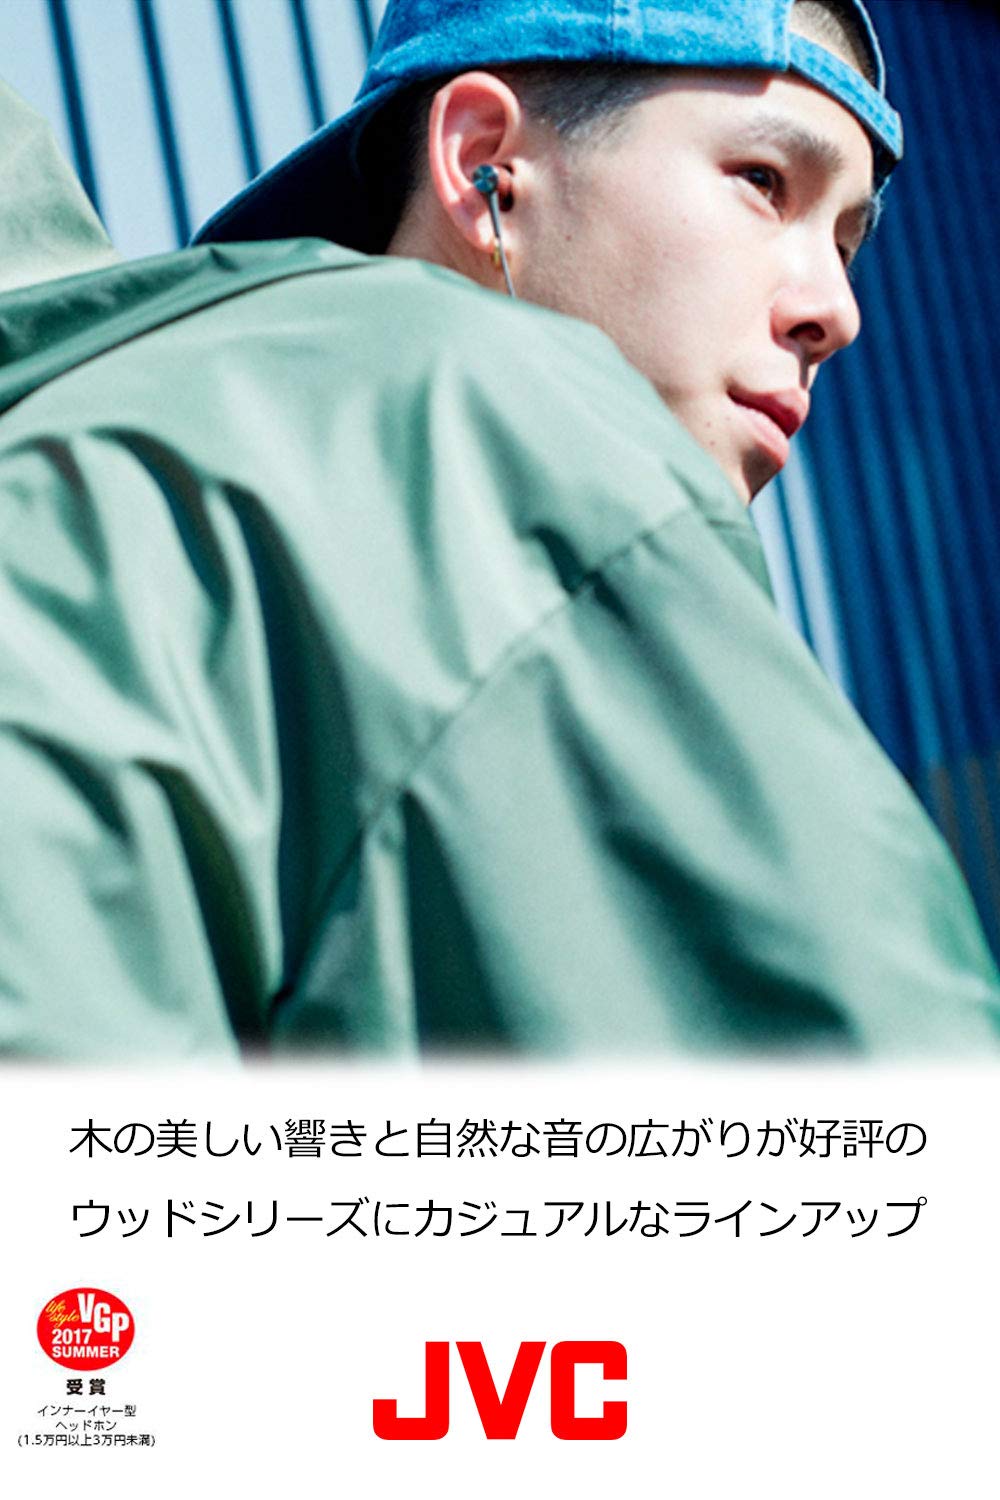 木の美しい響きと自然な音の広がりが好評の
ウッドシリーズにカジュアルなラインアップ
life
style VGP
2017
SUMMER
受賞
インナーイヤー型
ヘッドホン
(1.5万円以上3万円未満)
JVC